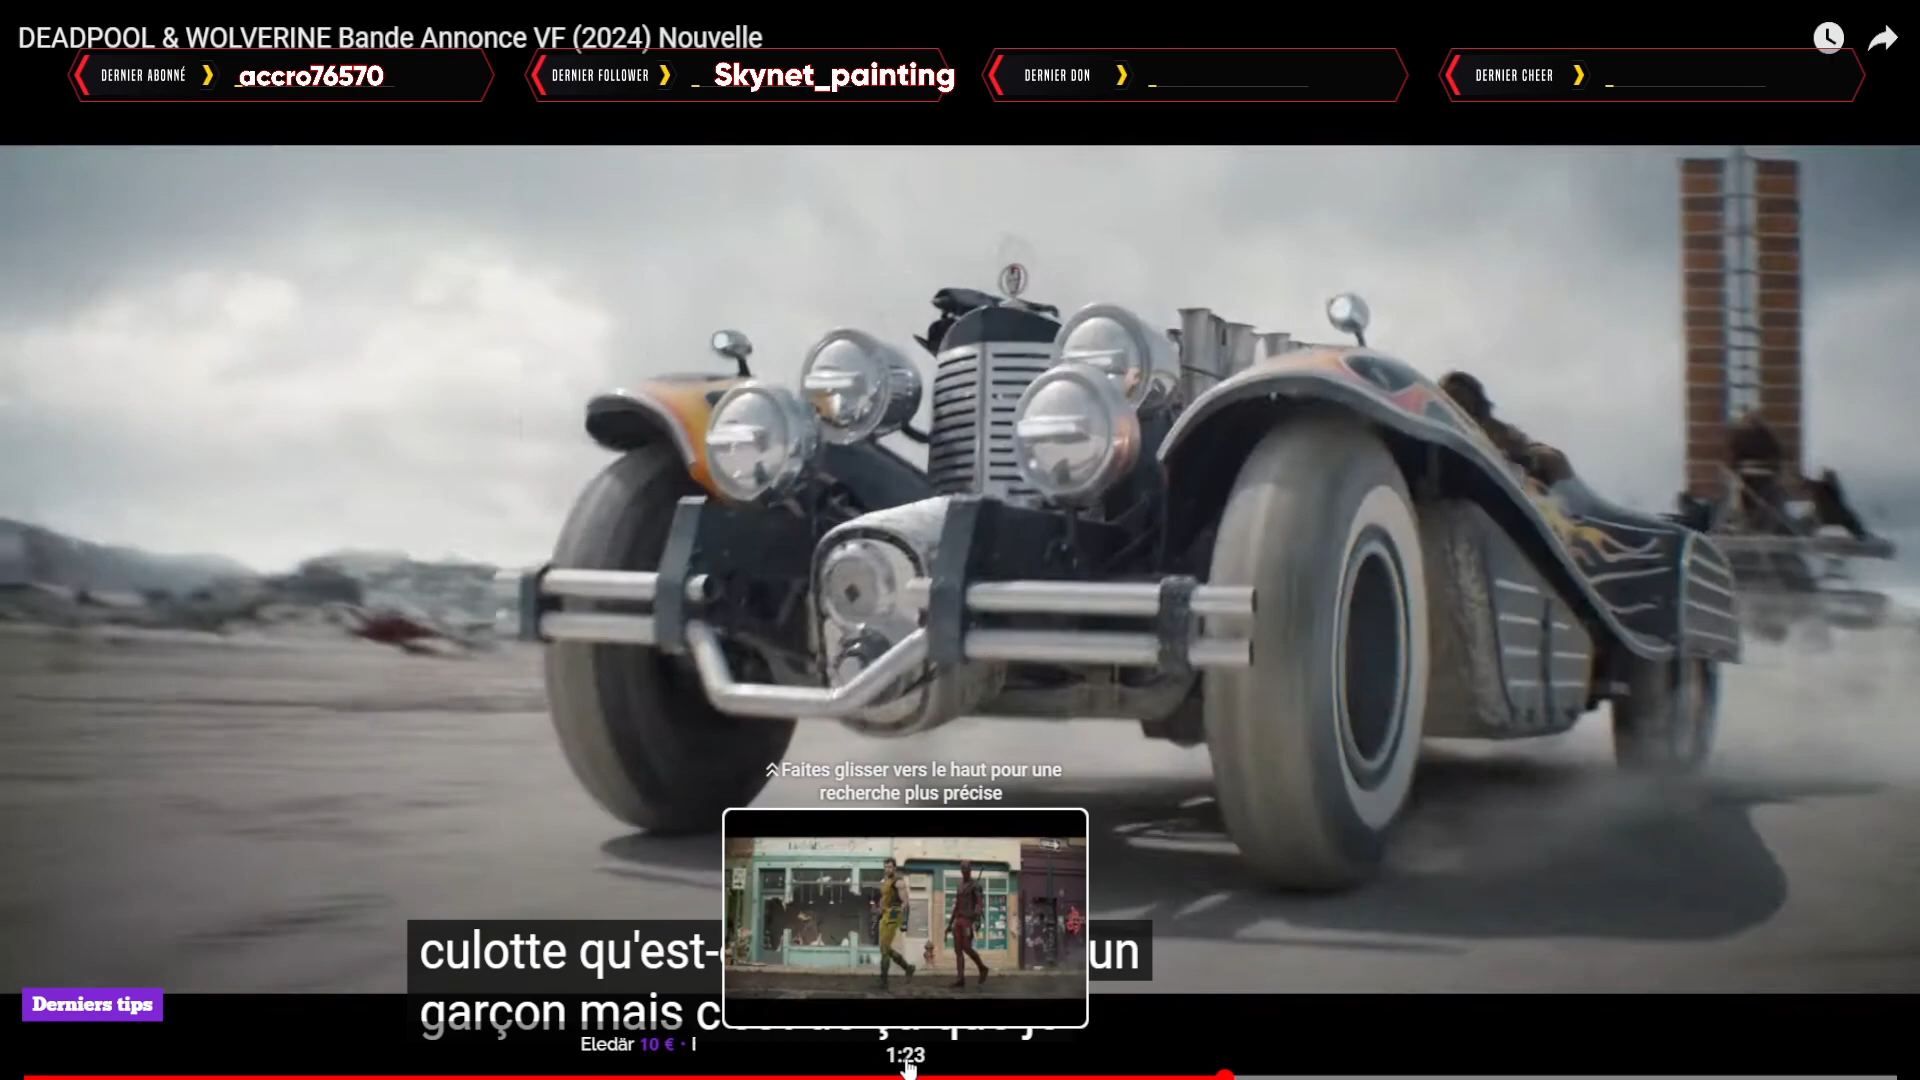 DEADPOOL & WOLVERINE Bande Annonce VF (2024) Nouvelle
DERNIER ABONNÉ accro76570
DERNIER FOLLOWER Skynet_painting
DERNIER DON
DERNIER CHEER
Faites glisser vers le haut pour une
recherche plus précise
culotte qu'est- un
garçon mais
Derniers tips
Eledär 10 € ·
1:23